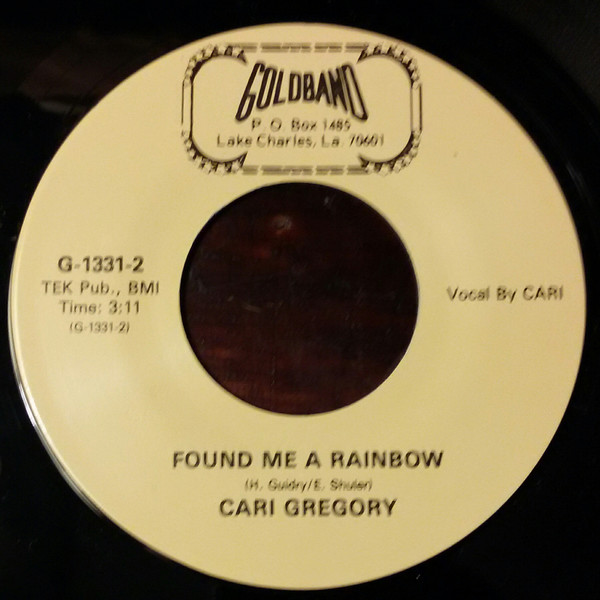 GOLDBAND
P. O. Box 1485
Lake Charles, La. 70601
G-1331-2
TEK Pub., BMI
Time: 3:11
(G-1331-2)
Vocal By CARI
FOUND ME A RAINBOW
(H. Guidry/E. Shuler)
CARI GREGORY